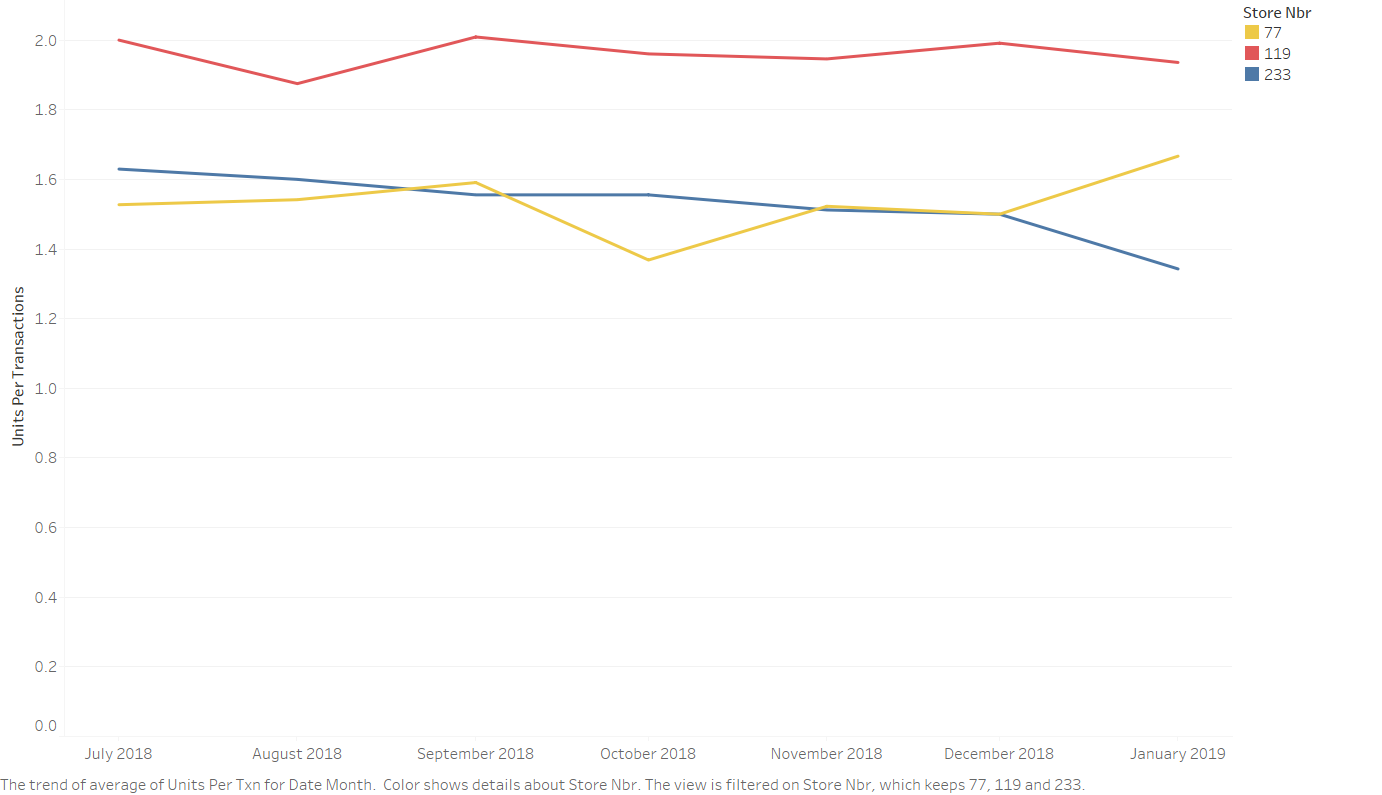 Store Nbr
77
119
233
Units Per Transactions
2.0
1.8
1.6
1.4
1.2
1.0
0.8
0.6
0.4
0.2
0.0
July 2018
August 2018
September 2018
October 2018
November 2018
December 2018
January 2019
The trend of average of Units Per Txn for Date Month.  Color shows details about Store Nbr. The view is filtered on Store Nbr, which keeps 77, 119 and 233.